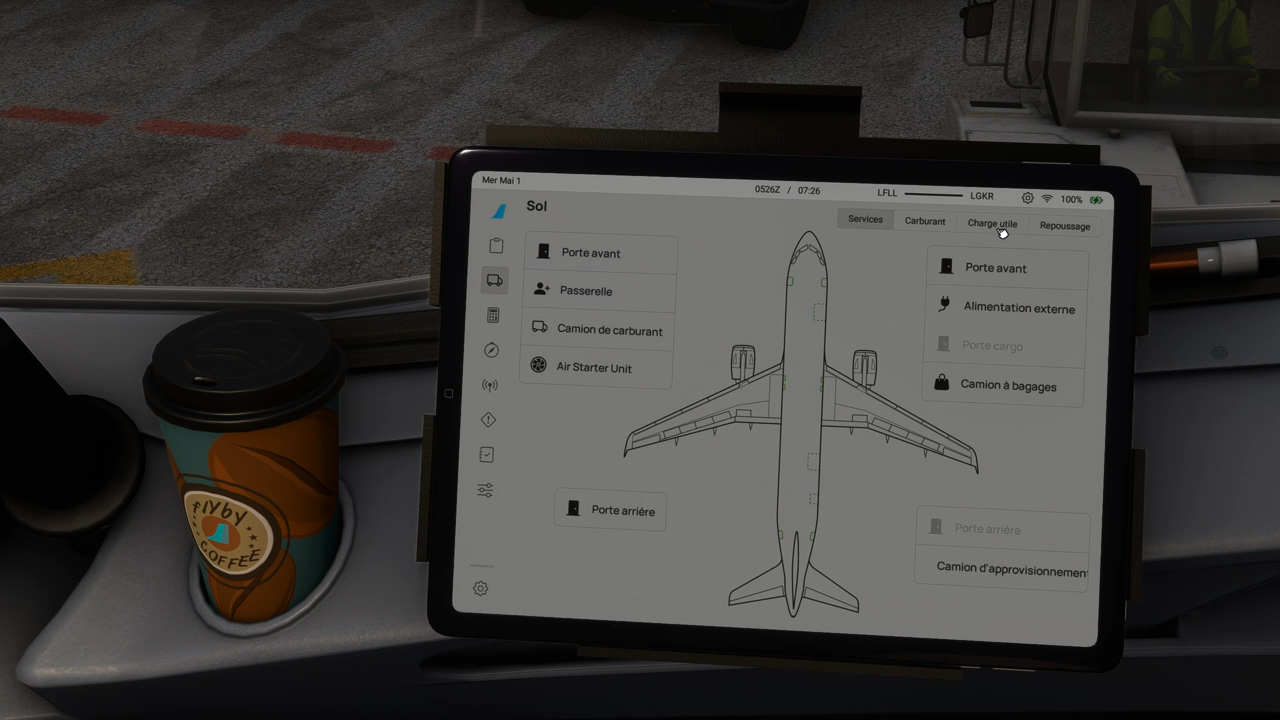 Mer Mai 1
0526Z / 07:26
LFLL
LGKR
100%
Sol
Services
Carburant
Charge utile
Repoussage
Porte avant
Passerelle
Camion de carburant
Air Starter Unit
Porte avant
Alimentation externe
Porte cargo
Camion à bagages
Porte arrière
Porte arrière
Camion d'approvisionnemen
flyby
COFFEE